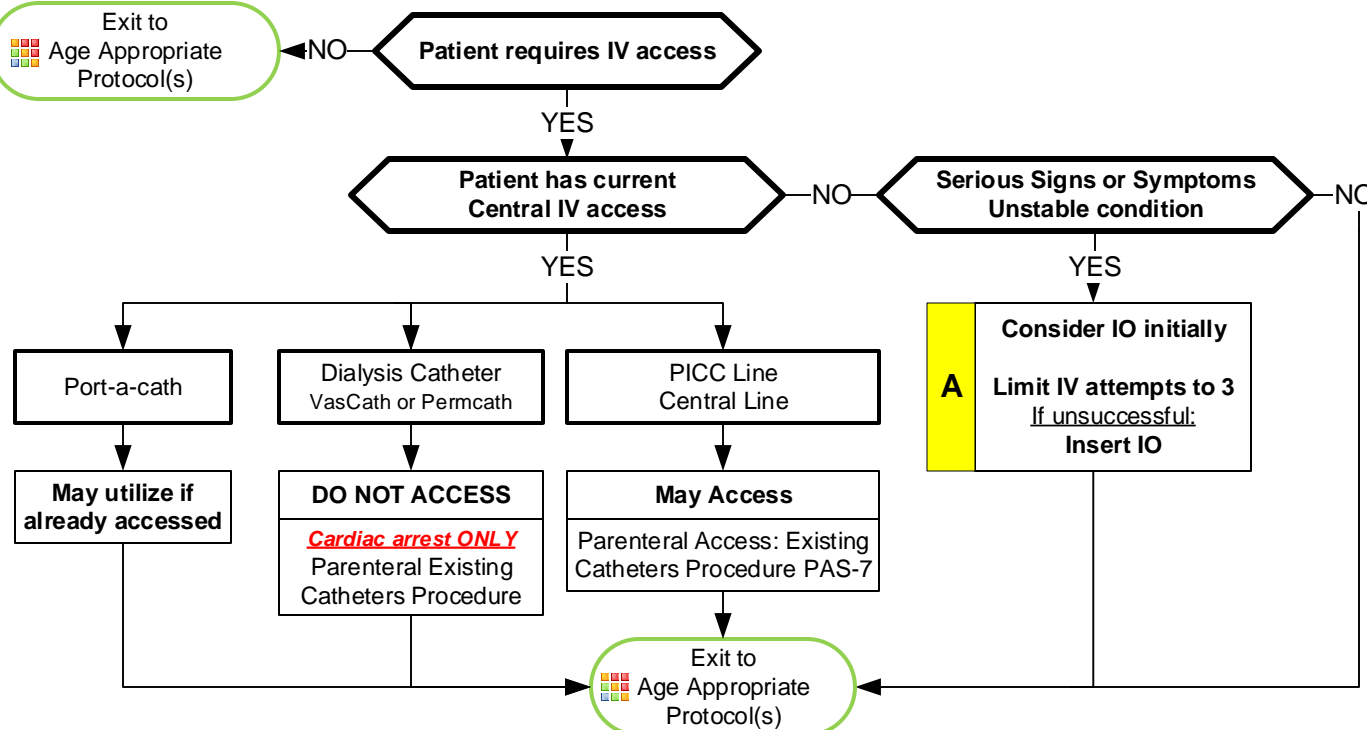 Exit to
Age Appropriate
Protocol(s)
NO
Patient requires IV access
YES
Patient has current
Central IV access
NO
Serious Signs or Symptoms
Unstable condition
NO
YES
YES
Port-a-cath
Dialysis Catheter
VasCath or Permcath
PICC Line
Central Line
A
Consider IO initially
Limit IV attempts to 3
If unsuccessful:
Insert IO
May utilize if
already accessed
DO NOT ACCESS
Cardiac arrest ONLY
Parenteral Existing
Catheters Procedure
May Access
Parenteral Access: Existing
Catheters Procedure PAS-7
Exit to
Age Appropriate
Protocol(s)